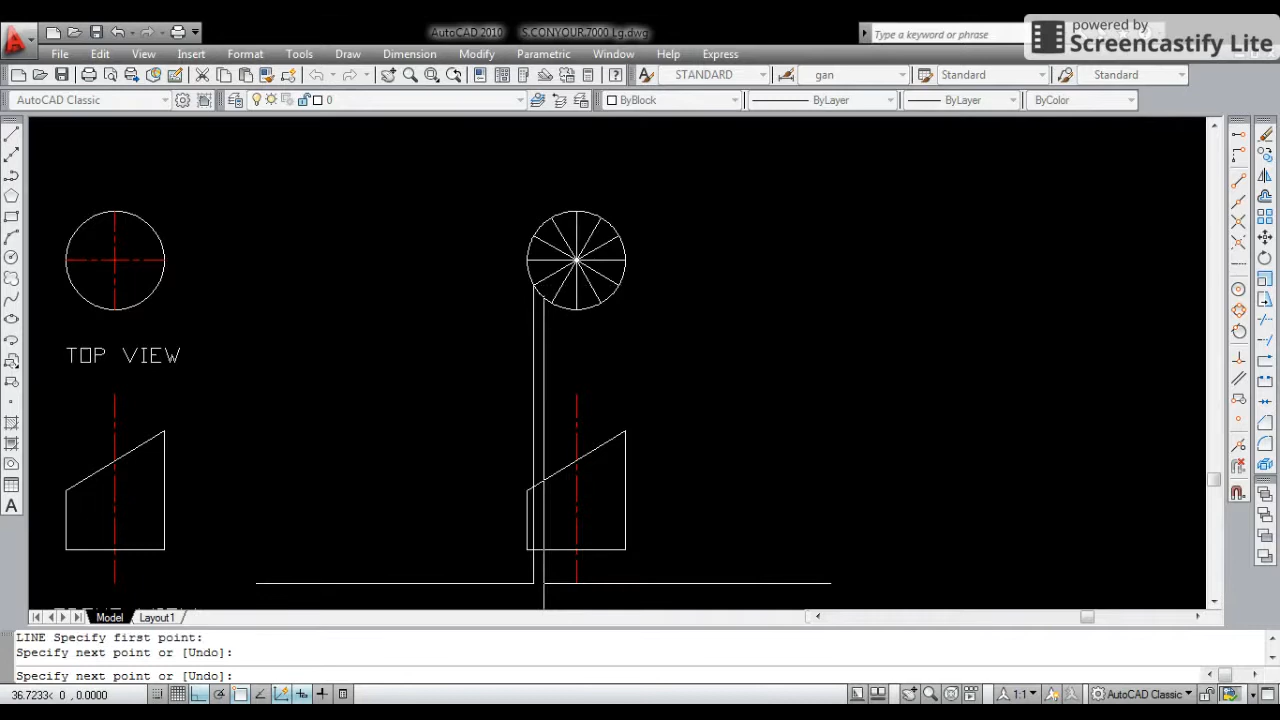 powered by
Screencastify Lite
AutoCAD 2010 S.CONYOUR.7000 Lg.dwg
Type a keyword or phrase
File Edit View Insert Format Tools Draw Dimension Modify Parametric Window Help Express
STANDARD gan Standard Standard
AutoCAD Classic 0 ByBlock ByLayer ByLayer ByColor
TOP VIEW
Model Layout1
LINE Specify first point:
Specify next point or [Undo]:
Specify next point or [Undo]:
36.7233< 0 , 0.0000 1:1 AutoCAD Classic